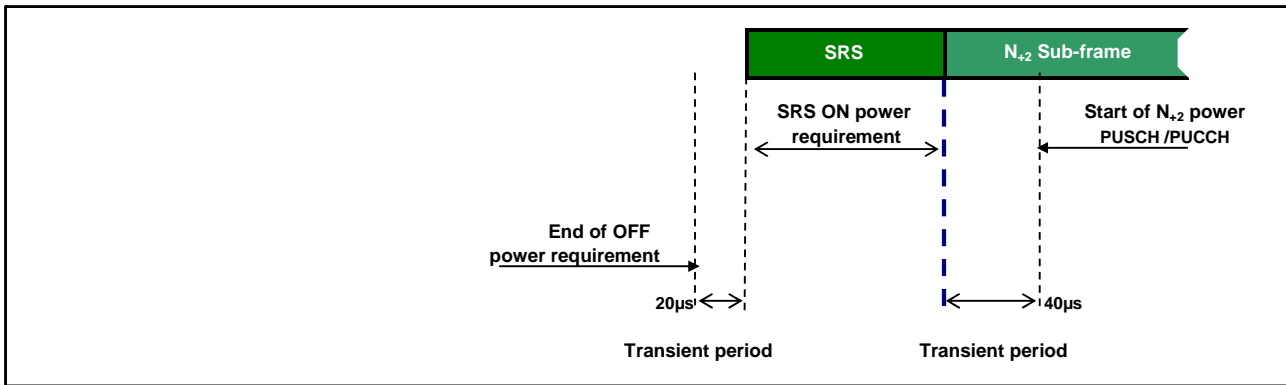 SRS
N+2 Sub-frame
SRS ON power
requirement
Start of N+2 power
PUSCH /PUCCH
End of OFF
power requirement
20µs
40µs
Transient period
Transient period